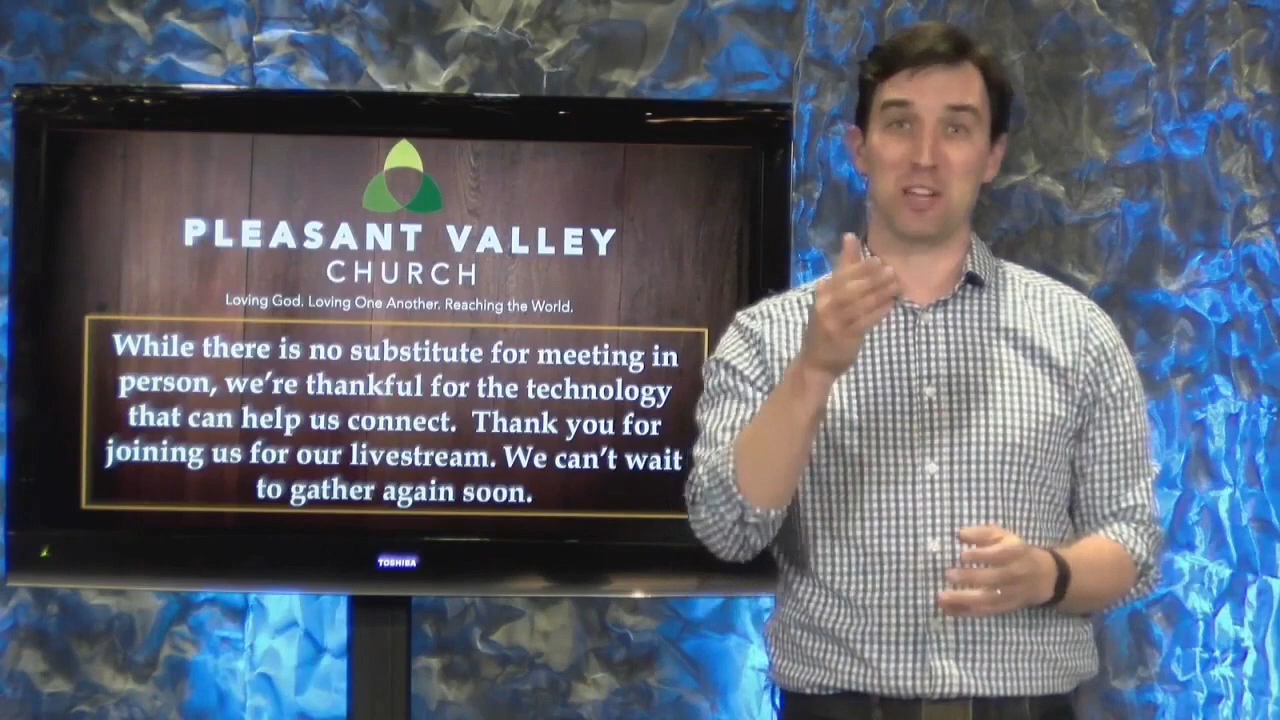 PLEASANT VALLEY
CHURCH
Loving God. Loving One Another. Reaching the World.
While there is no substitute for meeting in
person, we're thankful for the technology
that can help us connect.  Thank you for
joining us for our livestream. We can't wait
to gather again soon.
TOSHIBA